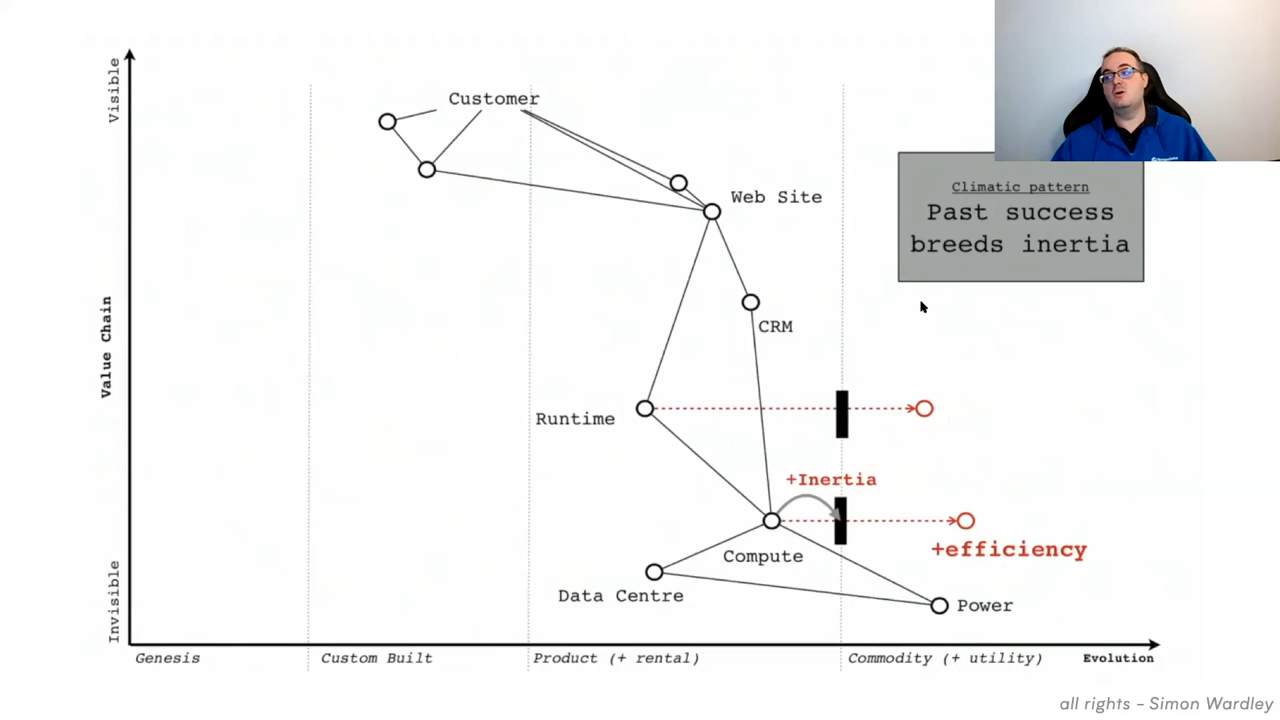 Visible
Customer
Climatic pattern
Past success
breeds inertia
Web Site
CRM
Value Chain
Runtime
+Inertia
+efficiency
Compute
Data Centre
Power
Invisible
Genesis
Custom Built
Product (+ rental)
Commodity (+ utility)
Evolution
all rights - Simon Wardley